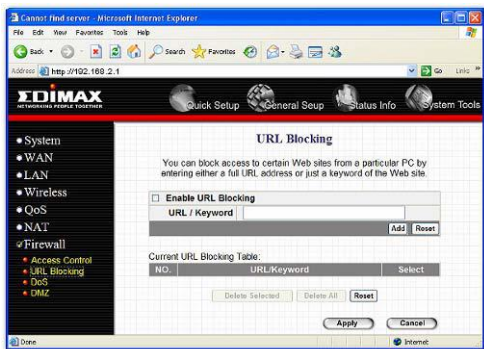 Cannot find server - Microsoft Internet Explorer
File Edit View Favorites Tools Help
Back Search Favorites
Address http://192.168.2.1 Go Links »
EDIMAX
NETWORKING PEOPLE TOGETHER
Quick Setup General Seup Status Info System Tools
System
WAN
LAN
Wireless
QoS
NAT
Firewall
Access Control
URL Blocking
DoS
DMZ
URL Blocking
You can block access to certain Web sites from a particular PC by
entering either a full URL address or just a keyword of the Web site.
Enable URL Blocking
URL / Keyword
Add Reset
Current URL Blocking Table:
NO. URL/Keyword Select
Delete Selected Delete All Reset
Apply Cancel
Done Internet